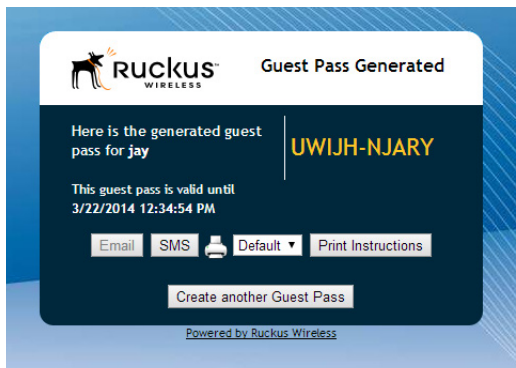 RUCKUS™
WIRELESS
Guest Pass Generated
Here is the generated guest
pass for jay
UWIJH-NJARY
This guest pass is valid until
3/22/2014 12:34:54 PM
Email SMS Default Print Instructions
Create another Guest Pass
Powered by Ruckus Wireless